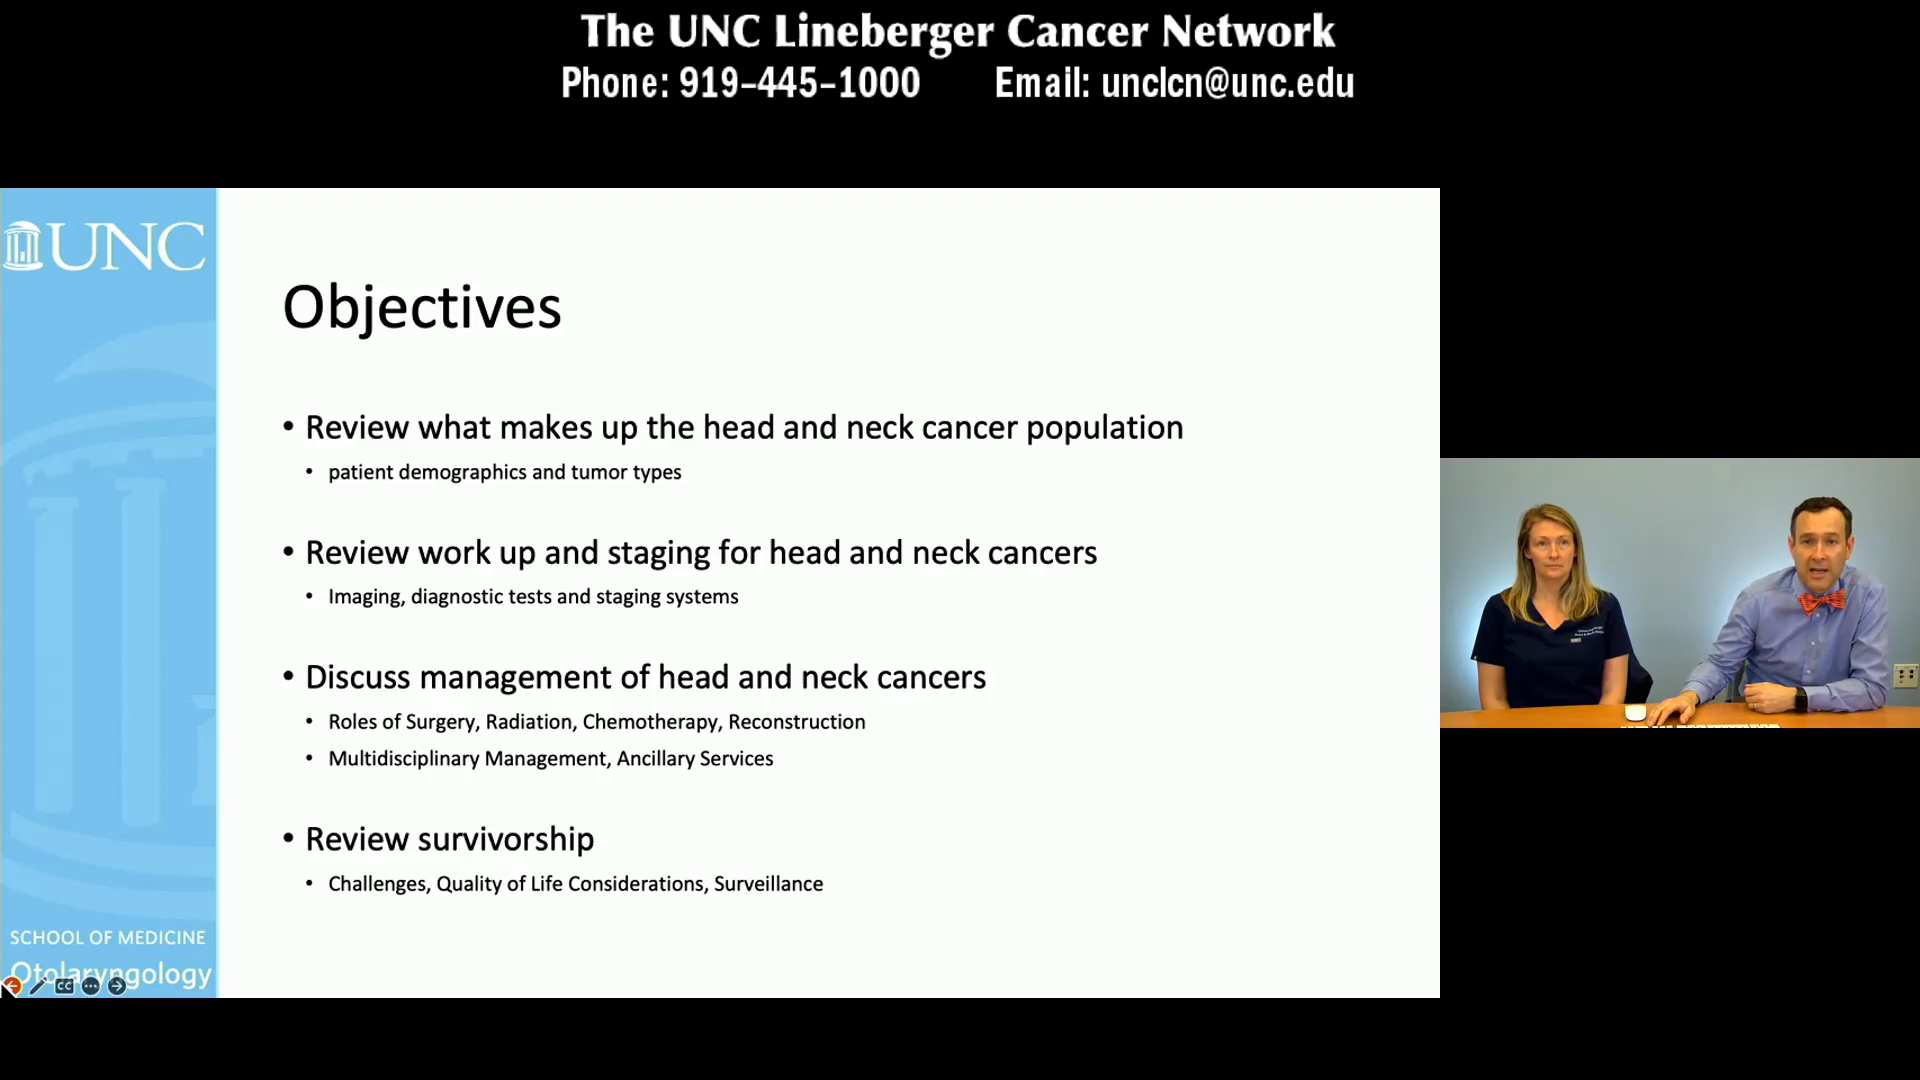 The UNC Lineberger Cancer Network
Phone: 919-445-1000 Email: unclcn@unc.edu
UNC
Objectives
• Review what makes up the head and neck cancer population
• patient demographics and tumor types
• Review work up and staging for head and neck cancers
• Imaging, diagnostic tests and staging systems
• Discuss management of head and neck cancers
• Roles of Surgery, Radiation, Chemotherapy, Reconstruction
• Multidisciplinary Management, Ancillary Services
• Review survivorship
• Challenges, Quality of Life Considerations, Surveillance
SCHOOL OF MEDICINE
Otolaryngology
CC